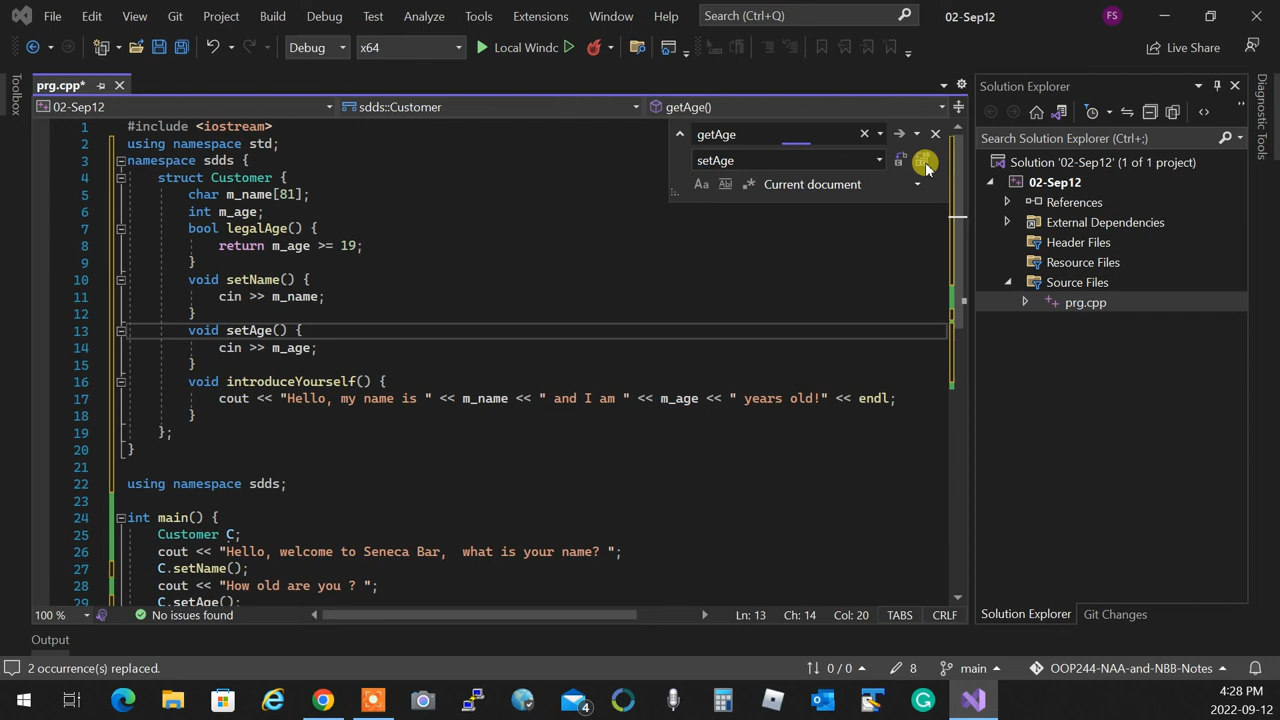 File Edit View Git Project Build Debug Test Analyze Tools Extensions Window Help Search (Ctrl+Q) 02-Sep12 FS
Debug x64 Local Windc Live Share
prg.cpp*
02-Sep12 sdds::Customer getAge()
Toolbox
1 #include <iostream>
2 using namespace std;
3 namespace sdds {
4 struct Customer {
5 char m_name[81];
6 int m_age;
7 bool legalAge() {
8 return m_age >= 19;
9 }
10 void setName() {
11 cin >> m_name;
12 }
13 void setAge() {
14 cin >> m_age;
15 }
16 void introduceYourself() {
17 cout << "Hello, my name is " << m_name << " and I am " << m_age << " years old!" << endl;
18 }
19 };
20 }
21
22 using namespace sdds;
23
24 int main() {
25 Customer C;
26 cout << "Hello, welcome to Seneca Bar,  what is your name? ";
27 C.setName();
28 cout << "How old are you ? ";
29 C.setAge();
getAge
setAge
Aa Ab Current document
100 % No issues found Ln: 13 Ch: 14 Col: 20 TABS CRLF
Output
Solution Explorer
Search Solution Explorer (Ctrl+;)
Solution '02-Sep12' (1 of 1 project)
02-Sep12
References
External Dependencies
Header Files
Resource Files
Source Files
prg.cpp
Solution Explorer Git Changes
Diagnostic Tools
2 occurrence(s) replaced. 0 / 0 8 main OOP244-NAA-and-NBB-Notes
4
4:28 PM
2022-09-12